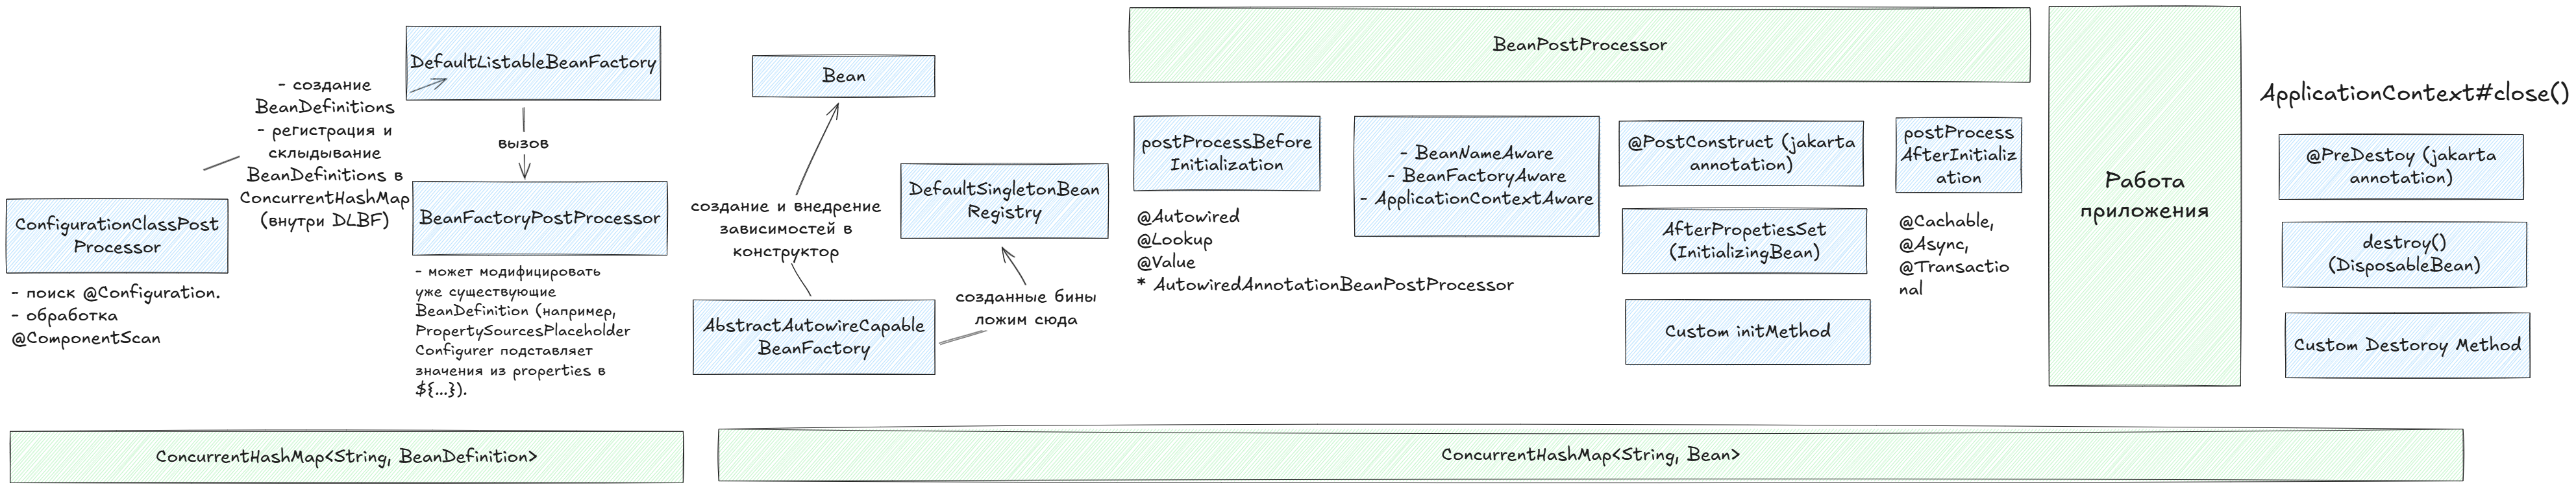 ConfigurationClassPost
Processor
- поиск @Configuration.
- обработка
@ComponentScan
- создание
BeanDefinitions
- регистрация и
склыдывание
BeanDefinitions в
ConcurrentHashMap
(внутри DLBF)
DefaultListableBeanFactory
вызов
BeanFactoryPostProcessor
- может модифицировать
уже существующие
BeanDefinition (например,
PropertySourcesPlaceholder
Configurer подставляет
значения из properties в
${...}).
Bean
создание и внедрение
зависимостей в
конструктор
AbstractAutowireCapable
BeanFactory
DefaultSingletonBean
Registry
созданные бины
ложим сюда
BeanPostProcessor
postProcessBefore
Initialization
@Autowired
@Lookup
@Value
* AutowiredAnnotationBeanPostProcessor
- BeanNameAware
- BeanFactoryAware
- ApplicationContextAware
@PostConstruct (jakarta
annotation)
AfterPropetiesSet
(InitializingBean)
Custom initMethod
postProcess
AfterInitializ
ation
@Cachable,
@Async,
@Transactio
nal
Работа
приложения
ApplicationContext#close()
@PreDestoy (jakarta
annotation)
destroy()
(DisposableBean)
Custom Destoroy Method
ConcurrentHashMap<String, BeanDefinition>
ConcurrentHashMap<String, Bean>